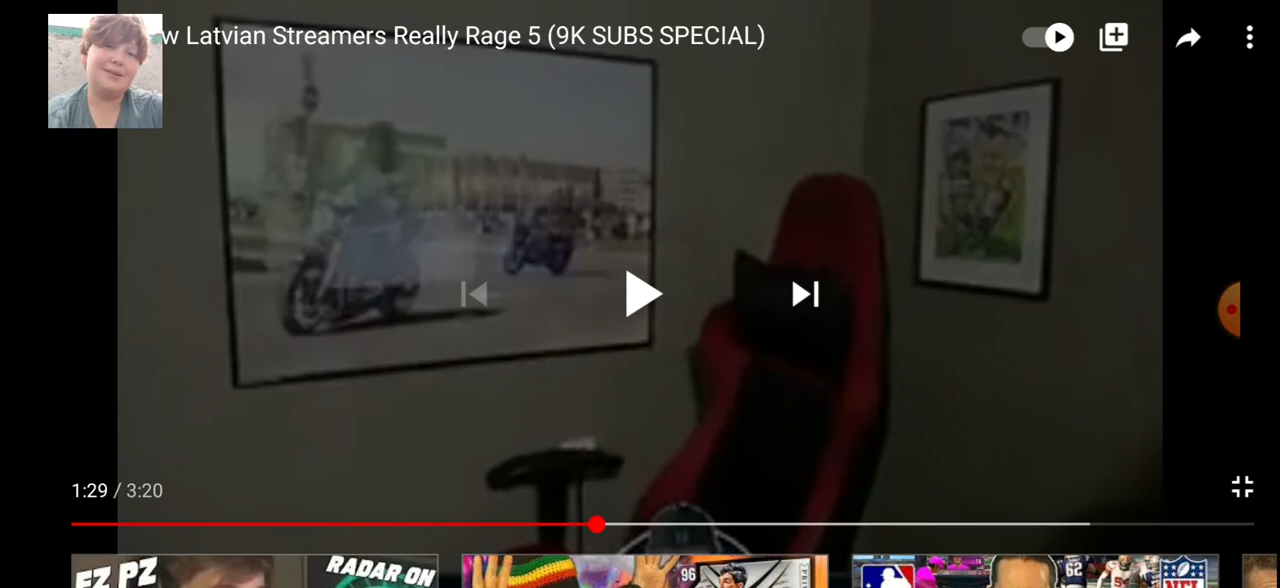 w Latvian Streamers Really Rage 5 (9K SUBS SPECIAL)
1:29 / 3:20
EZ PZ
RADAR ON
96
62
NFL